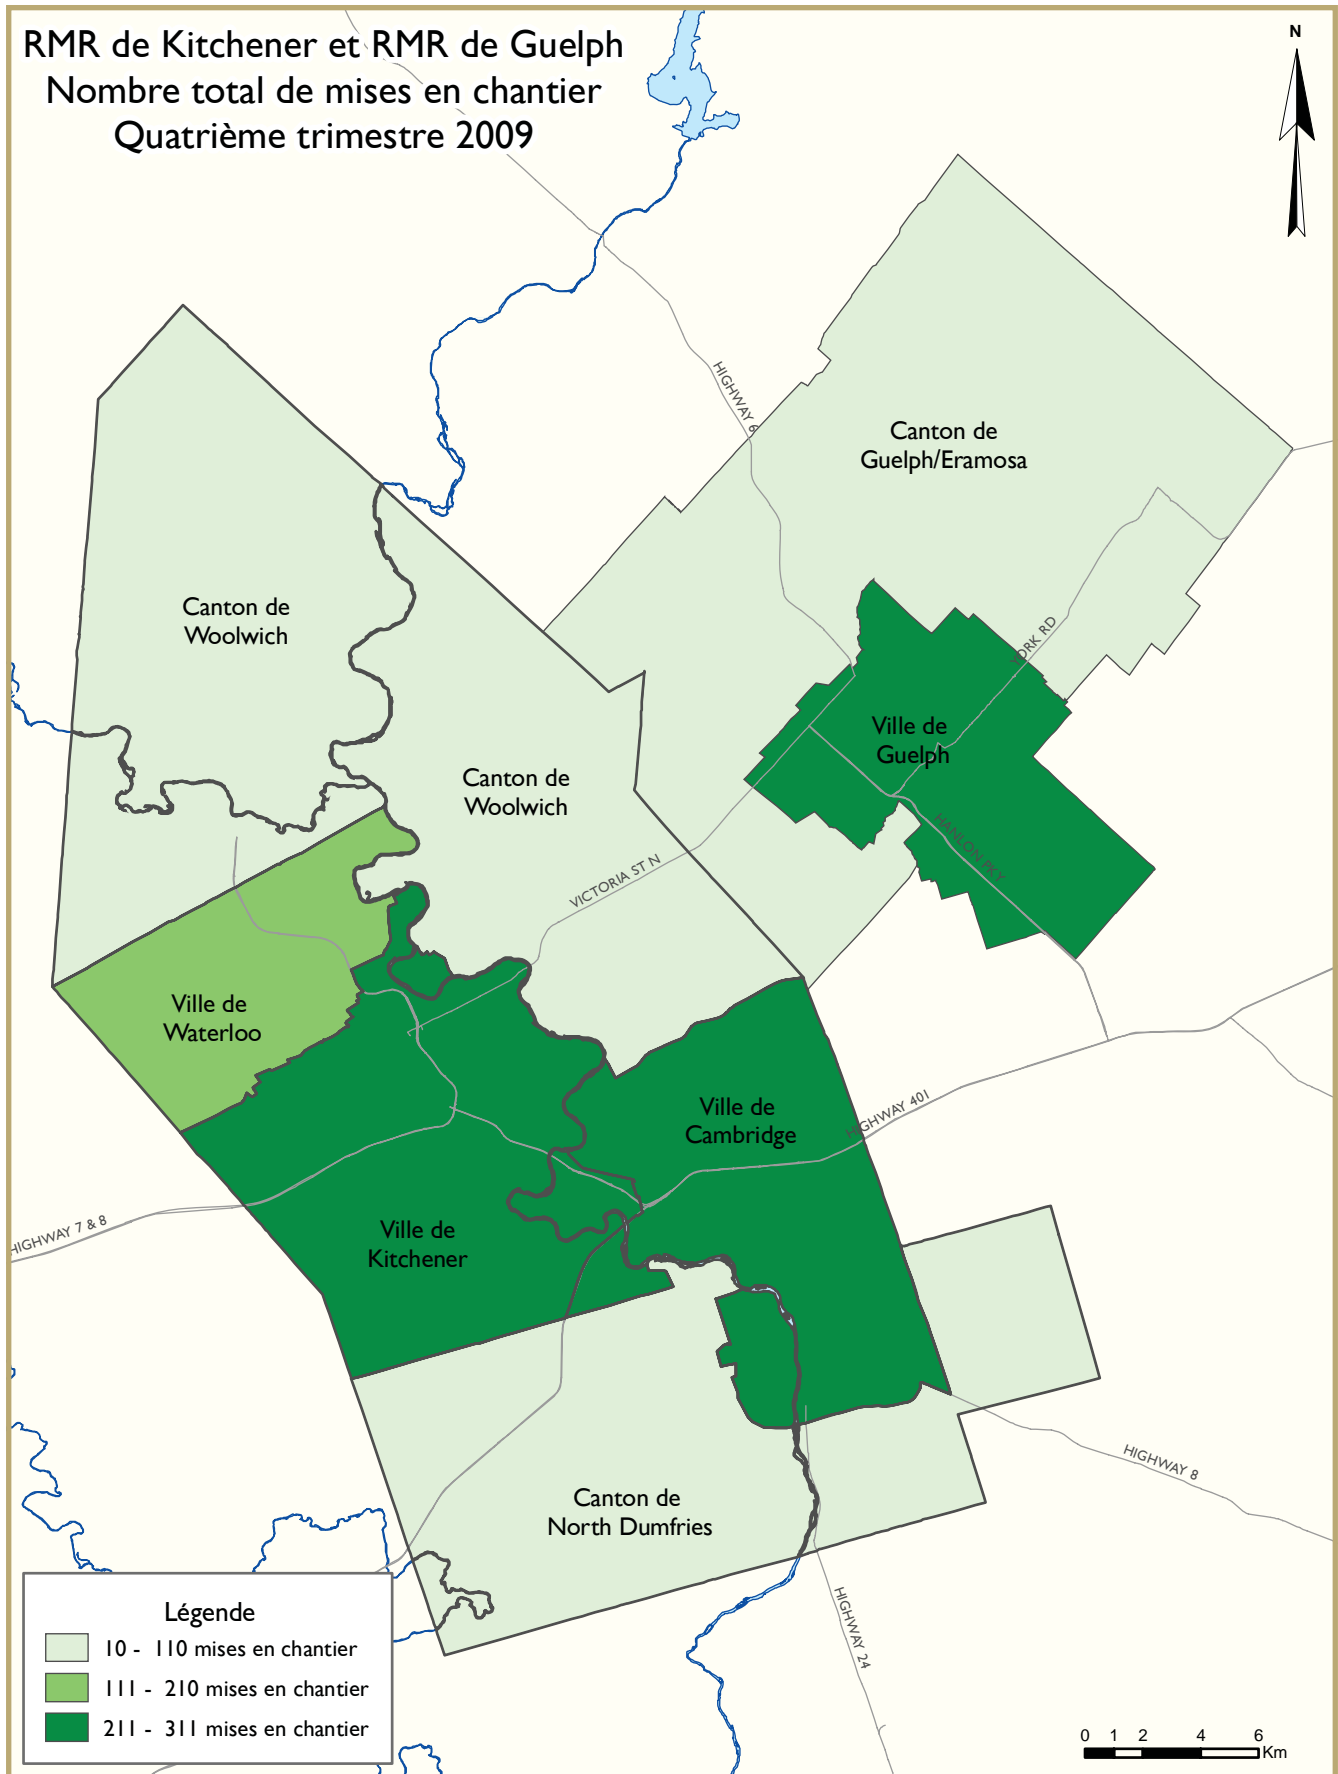 RMR de Kitchener et RMR de Guelph
Nombre total de mises en chantier
Quatrième trimestre 2009
N
HIGHWAY 6
Canton de
Guelph/Eramosa
Canton de
Woolwich
YORK RD
Ville de
Guelph
Canton de
Woolwich
HANLON PKY
VICTORIA ST N
Ville de
Waterloo
Ville de
Cambridge
HIGHWAY 401
HIGHWAY 7 & 8
Ville de
Kitchener
HIGHWAY 8
Canton de
North Dumfries
HIGHWAY 24
Légende
10 - 110 mises en chantier
111 - 210 mises en chantier
211 - 311 mises en chantier
0 1 2 4 6
Km